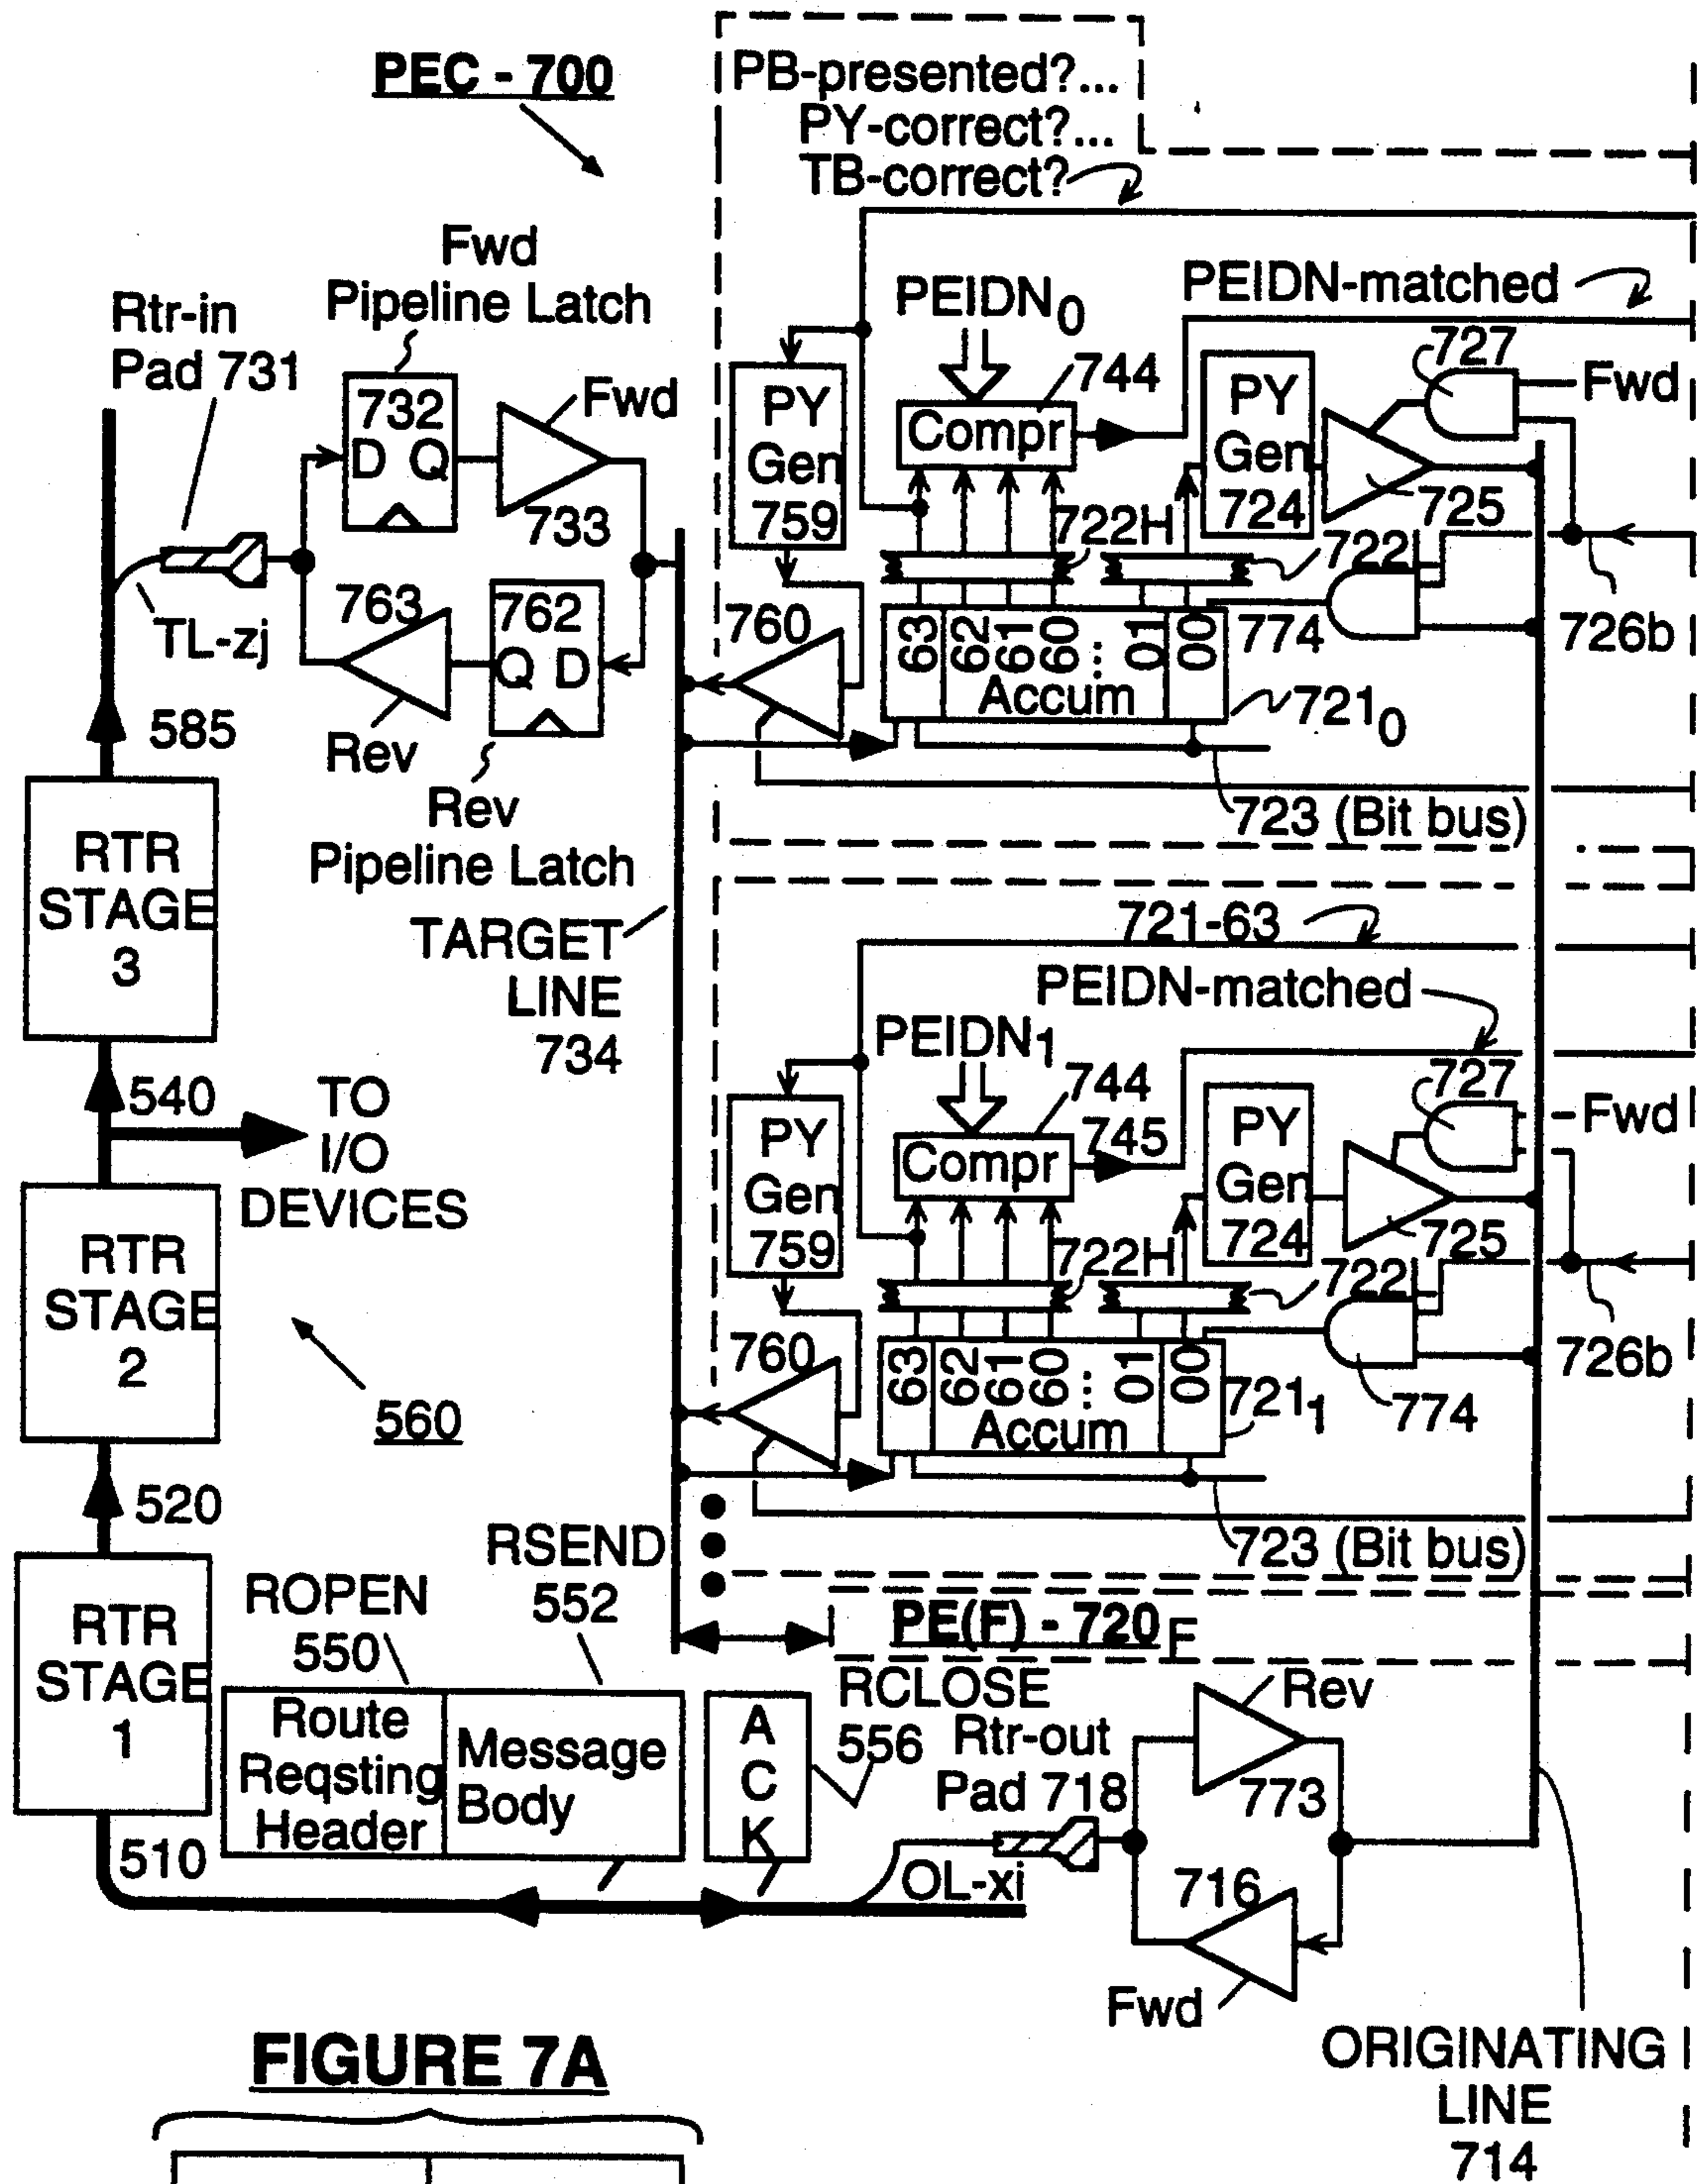 PEC - 700
PB-presented?...
PY-correct?...
TB-correct?
Fwd
Pipeline Latch
Rtr-in
Pad 731
732
D Q
Fwd
733
763
762
Q D
TL-zj
Rev
Rev
Pipeline Latch
585
RTR
STAGE
3
TARGET
LINE
734
540
TO
I/O
DEVICES
RTR
STAGE
2
560
520
RTR
STAGE
1
510
PEIDN0
PEIDN-matched
744
Compr
PY
Gen
759
PY
Gen
724
727
Fwd
725
722H
722
760
63 62 61 60 ... 01 00
Accum
774
726b
7210
723 (Bit bus)
721-63
PEIDN-matched
PEIDN1
744
745
Compr
PY
Gen
759
PY
Gen
724
727
Fwd
725
722H
722
760
63 62 61 60 ... 01 00
Accum
7211
774
726b
723 (Bit bus)
RSEND
552
ROPEN
550
PE(F) - 720F
Route
Reqsting
Header
Message
Body
A
C
K
RCLOSE
556
Rtr-out
Pad 718
OL-xi
Rev
773
716
Fwd
ORIGINATING
LINE
714
FIGURE 7A